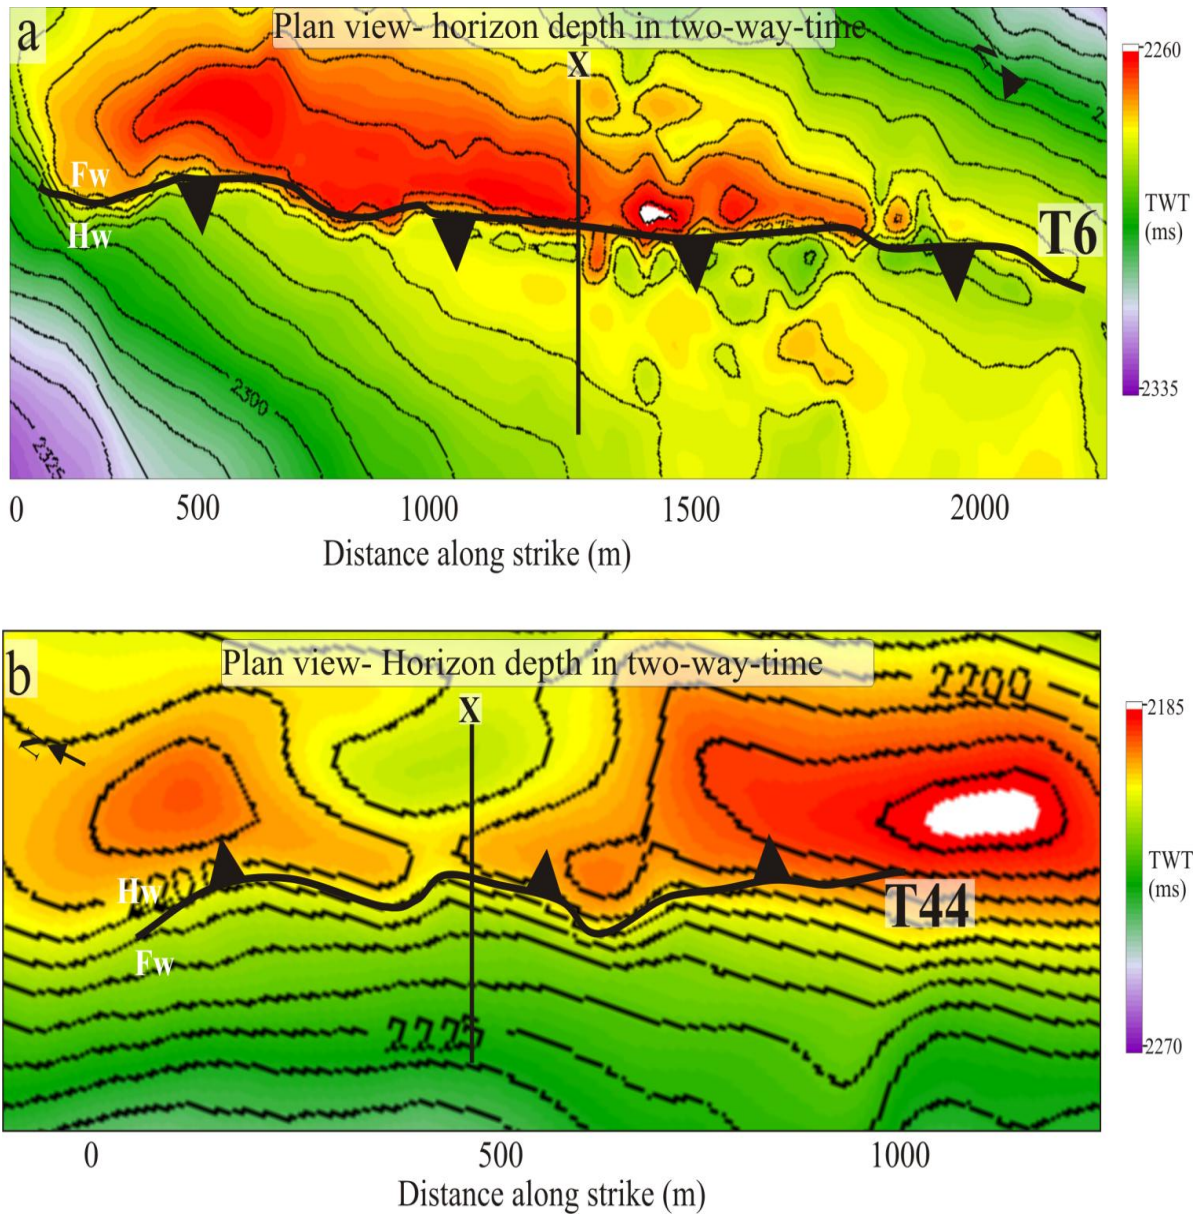 a
Plan view- horizon depth in two-way-time
X
2260
Fw
Hw
T6
TWT
(ms)
2300
2325
2335
0 500 1000 1500 2000
Distance along strike (m)
b
Plan view- Horizon depth in two-way-time
2200
X
2185
Hw
T44
TWT
(ms)
Fw
2225
2270
0 500 1000
Distance along strike (m)